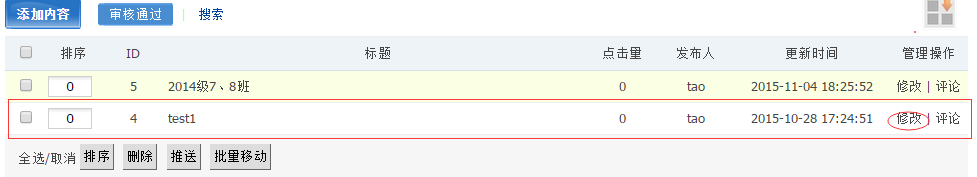 添加内容 审核通过 | 搜索
排序 ID 标题 点击量 发布人 更新时间 管理操作
0 5 2014级7、8班 0 tao 2015-11-04 18:25:52 修改 | 评论
0 4 test1 0 tao 2015-10-28 17:24:51 修改 | 评论
全选/取消 排序 删除 推送 批量移动